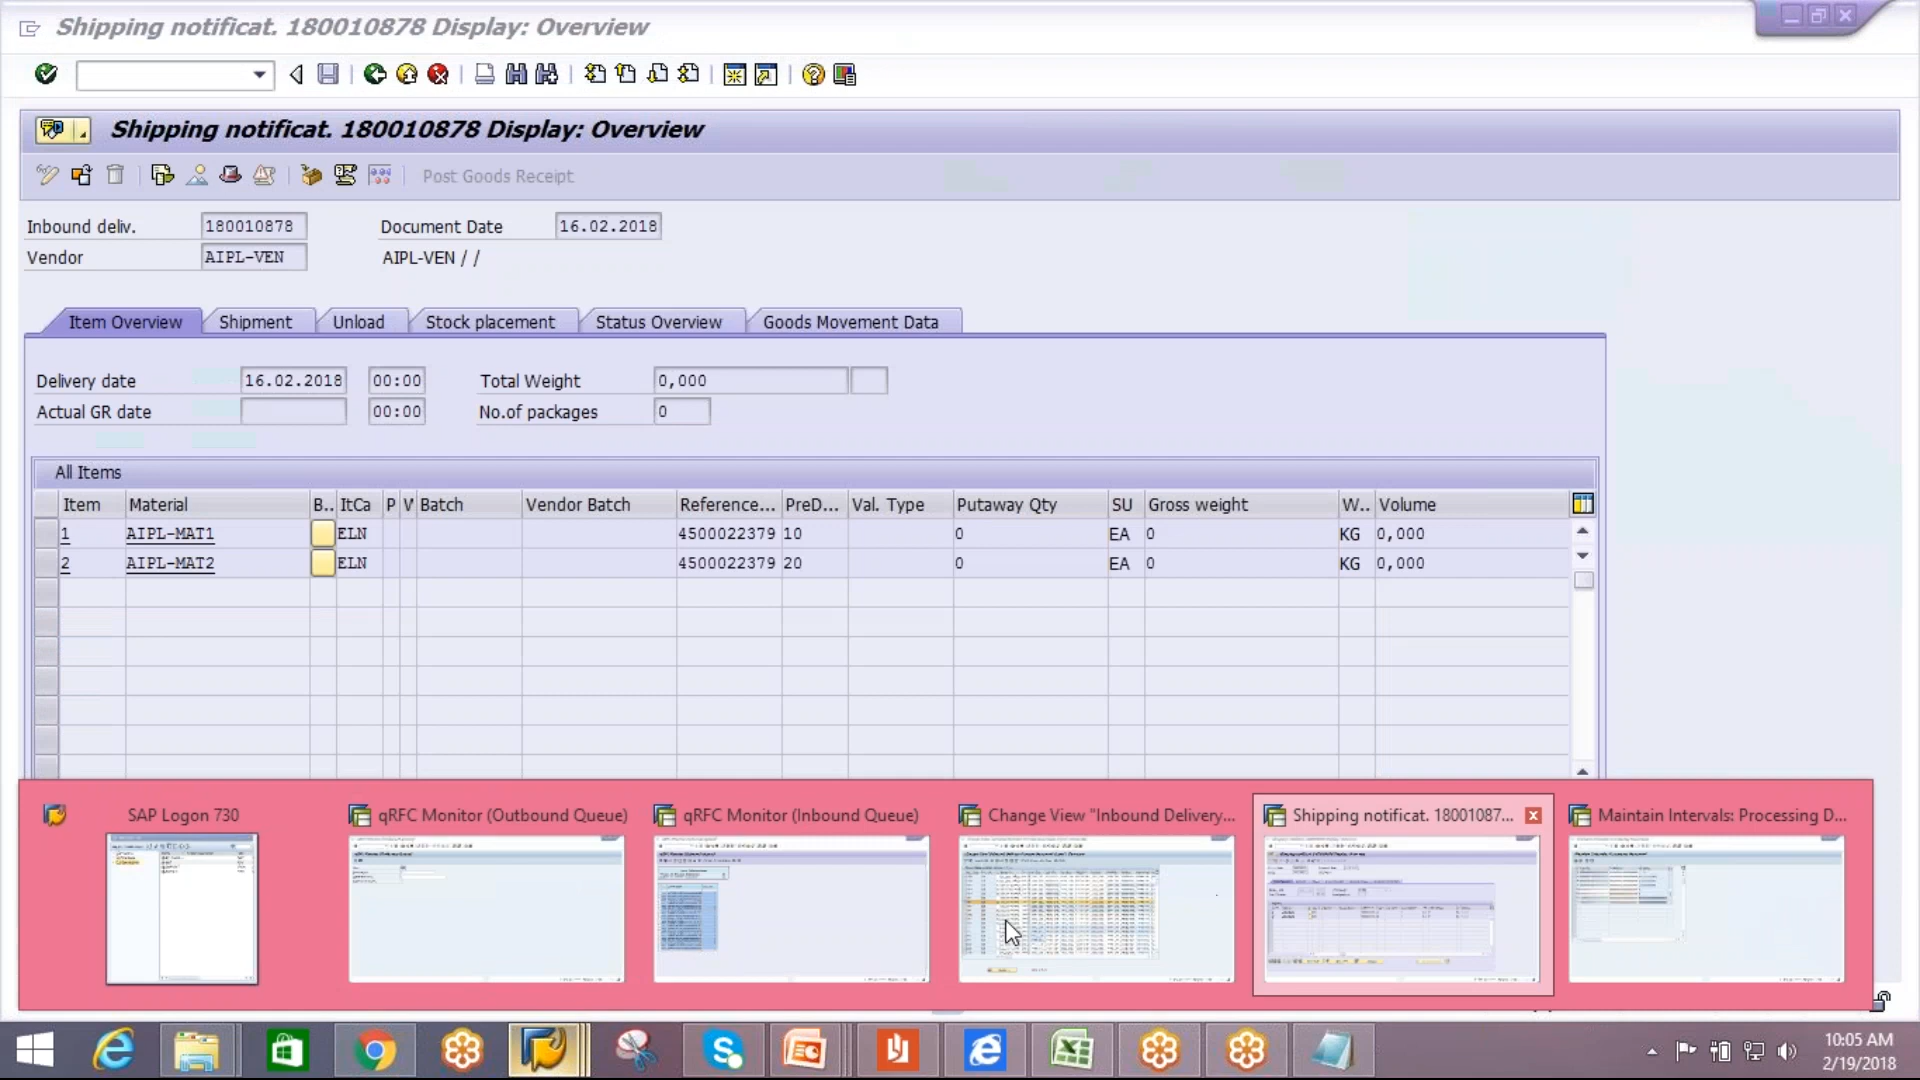 Shipping notificat. 180010878 Display: Overview
Shipping notificat. 180010878 Display: Overview
Post Goods Receipt
Inbound deliv. 180010878 Document Date 16.02.2018
Vendor AIPL-VEN AIPL-VEN / /
Item Overview Shipment Unload Stock placement Status Overview Goods Movement Data
Delivery date 16.02.2018 00:00 Total Weight 0,000
Actual GR date 00:00 No.of packages 0
All Items
Item Material B.. ItCa P W Batch Vendor Batch Reference... PreD... Val. Type Putaway Qty SU Gross weight W.. Volume
1 AIPL-MAT1 ELN 4500022379 10 0 EA 0 KG 0,000
2 AIPL-MAT2 ELN 4500022379 20 0 EA 0 KG 0,000
SAP Logon 730 qRFC Monitor (Outbound Queue) qRFC Monitor (Inbound Queue) Change View "Inbound Delivery... Shipping notificat. 18001087... Maintain Intervals: Processing D...
10:05 AM
2/19/2018